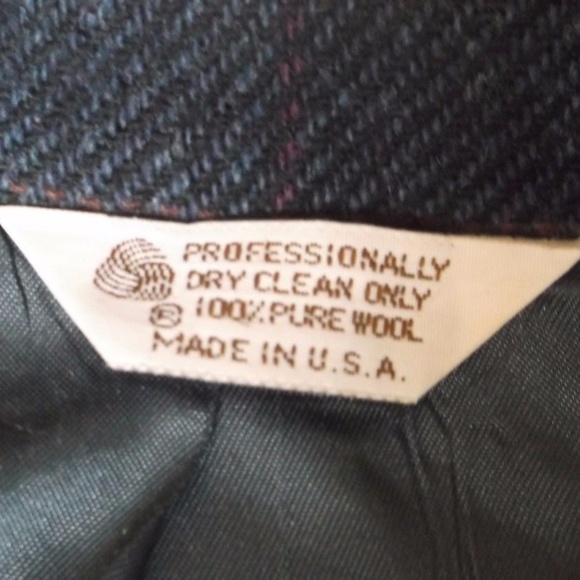 PROFESSIONALLY
DRY CLEAN ONLY
® 100% PURE WOOL
MADE IN U.S.A.